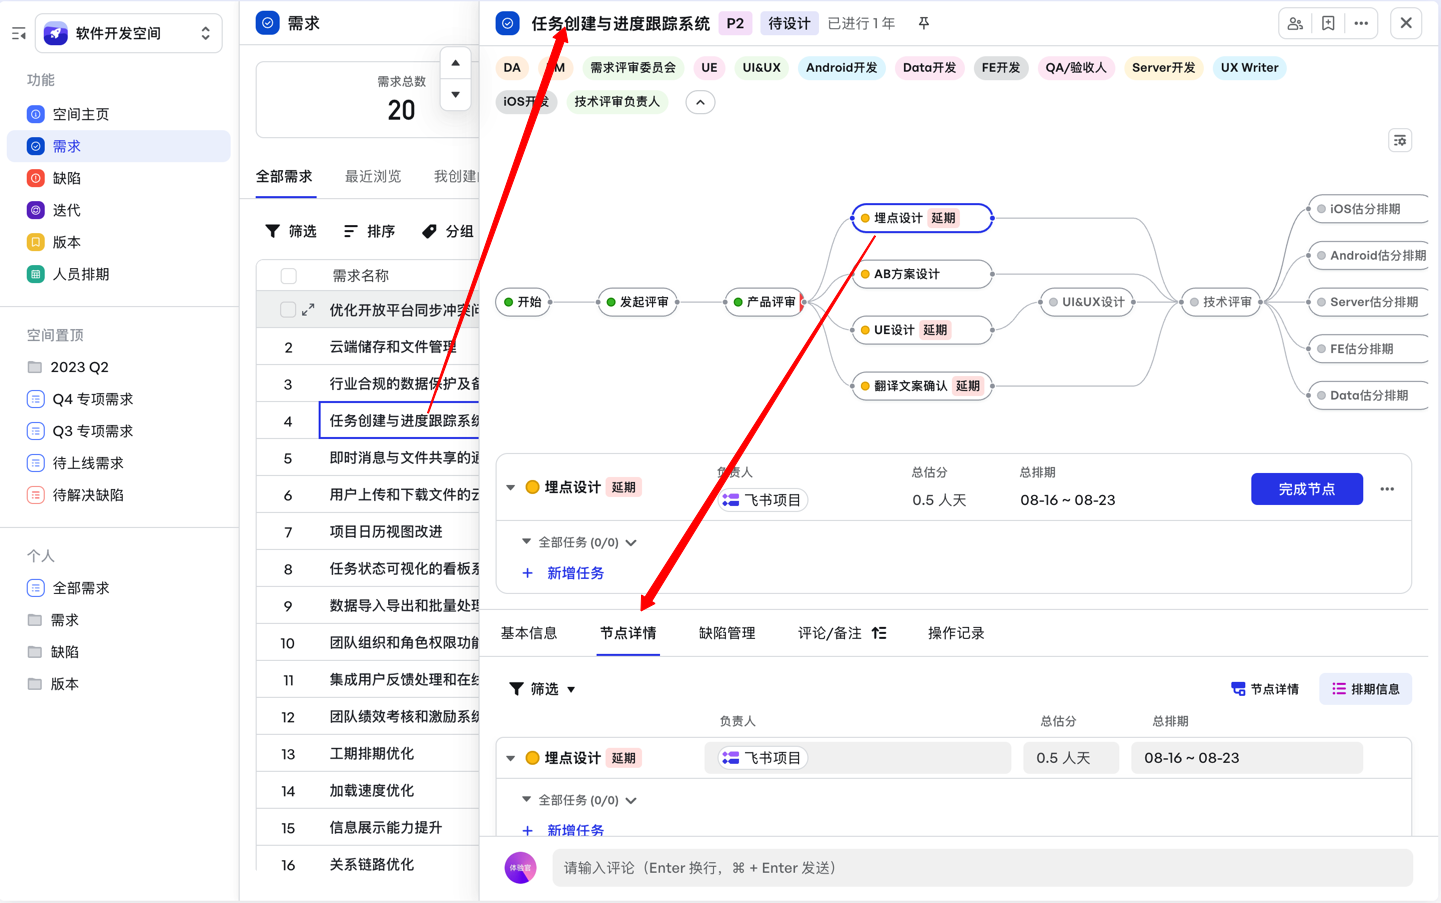 软件开发空间
功能
空间主页
需求
缺陷
迭代
版本
人员排期
空间置顶
2023 Q2
Q4 专项需求
Q3 专项需求
待上线需求
待解决缺陷
个人
全部需求
需求
缺陷
版本
需求
需求总数
20
全部需求 最近浏览 我创建
筛选 排序 分组
需求名称
优化开放平台同步冲突
2 云端储存和文件管理
3 行业合规的数据保护及
4 任务创建与进度跟踪系
5 即时消息与文件共享的
6 用户上传和下载文件的
7 项目日历视图改进
8 任务状态可视化的看板
9 数据导入导出和批量处
10 团队组织和角色权限功
11 集成用户反馈处理和在
12 团队绩效考核和激励系
13 工期排期优化
14 加载速度优化
15 信息展示能力提升
16 关系链路优化
任务创建与进度跟踪系统 P2 待设计 已进行 1 年
DA M 需求评审委员会 UE UI&UX Android开发 Data开发 FE开发 QA/验收人 Server开发 UX Writer
iOS开发 技术评审负责人
开始
发起评审
产品评审
埋点设计 延期
AB方案设计
UE设计 延期
翻译文案确认 延期
UI&UX设计
技术评审
iOS估分排期
Android估分排期
Server估分排期
FE估分排期
Data估分排期
负责人 总估分 总排期
埋点设计 延期 飞书项目 0.5 人天 08-16 ~ 08-23 完成节点
全部任务 (0/0)
+ 新增任务
基本信息 节点详情 缺陷管理 评论/备注 操作记录
筛选 节点详情 排期信息
负责人 总估分 总排期
埋点设计 延期 飞书项目 0.5 人天 08-16 ~ 08-23
全部任务 (0/0)
+ 新增任务
体验官 请输入评论（Enter 换行，⌘ + Enter 发送）